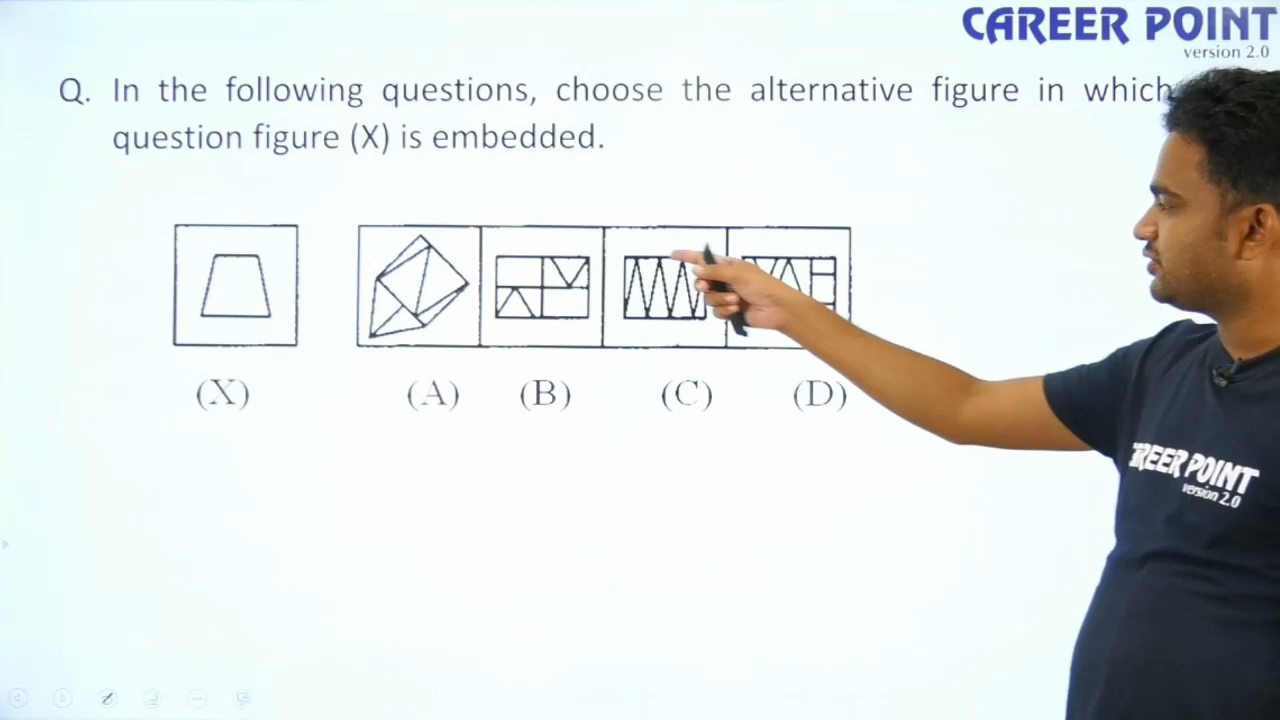 CAREER POINT
version 2.0
Q. In the following questions, choose the alternative figure in which
question figure (X) is embedded.
(X) (A) (B) (C) (D)
REER POINT
version 2.0